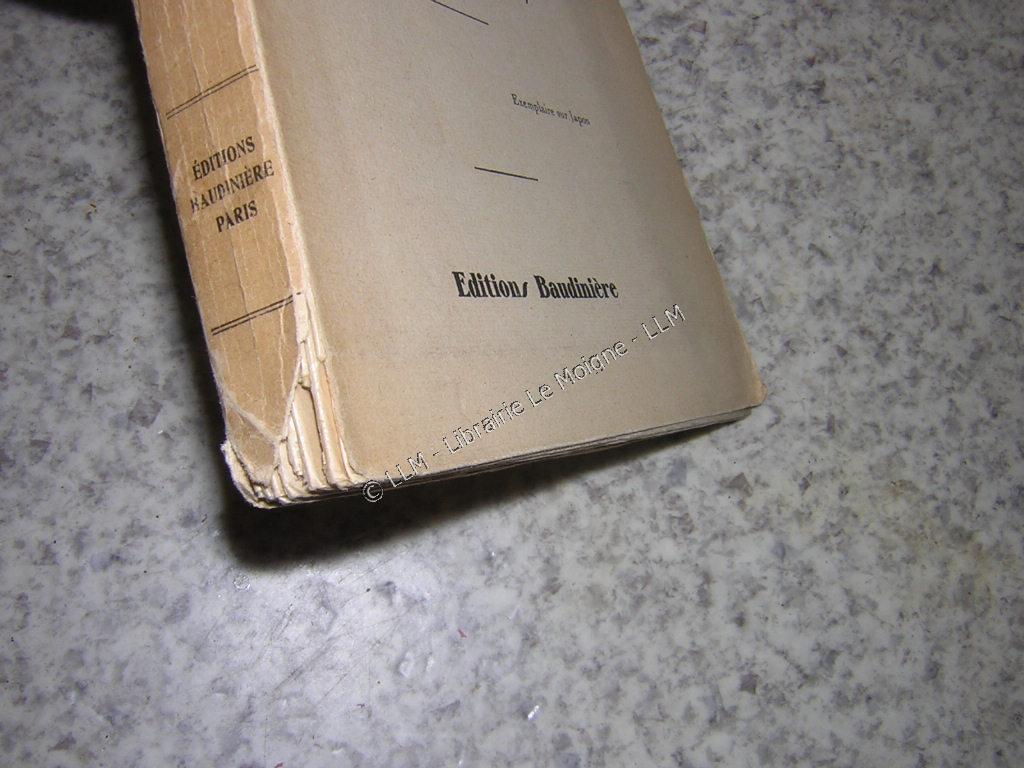 ÉDITIONS
BAUDINIÈRE
PARIS
Exemplaire sur Japon
Editions Baudinière
© LLM - Librairie Le Moigne - LLM